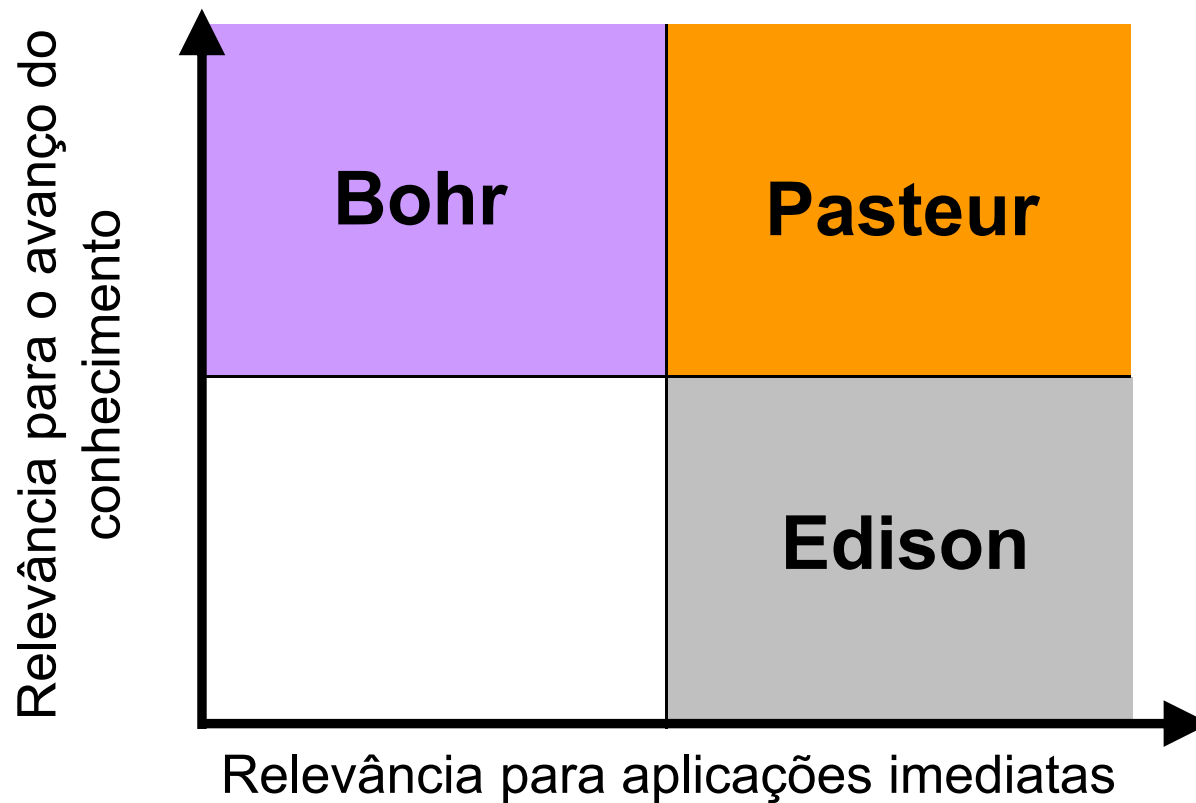 Relevância para o avanço do
conhecimento
Bohr
Pasteur
Edison
Relevância para aplicações imediatas